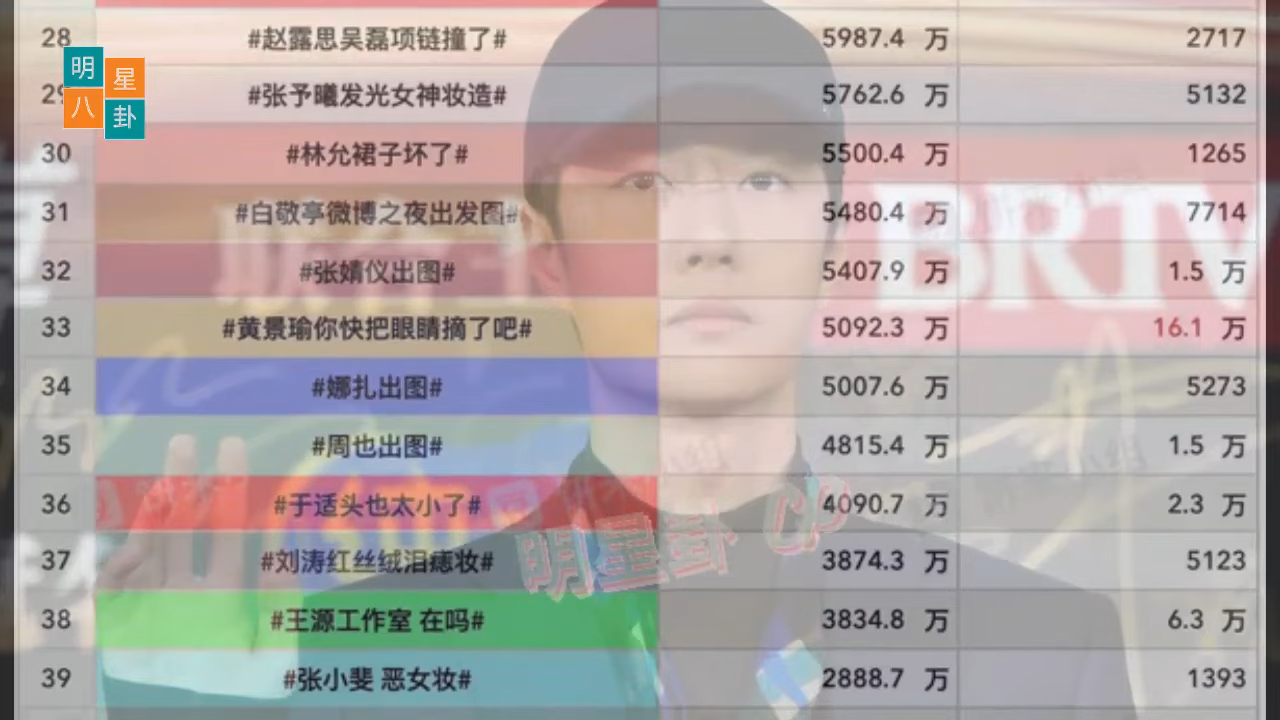 28 #赵露思吴磊项链撞了# 5987.4 万 2717
明星八卦
29 #张予曦发光女神妆造# 5762.6 万 5132
30 #林允裙子坏了# 5500.4 万 1265
31 #白敬亭微博之夜出发图# 5480.4 万 7714
BRTV
32 #张婧仪出图# 5407.9 万 1.5 万
33 #黄景瑜你快把眼睛摘了吧# 5092.3 万 16.1 万
34 #娜扎出图# 5007.6 万 5273
35 #周也出图# 4815.4 万 1.5 万
36 #于适头也太小了# 4090.7 万 2.3 万
明星卦
37 #刘涛红丝绒泪痣妆# 3874.3 万 5123
38 #王源工作室 在吗# 3834.8 万 6.3 万
39 #张小斐 恶女妆# 2888.7 万 1393